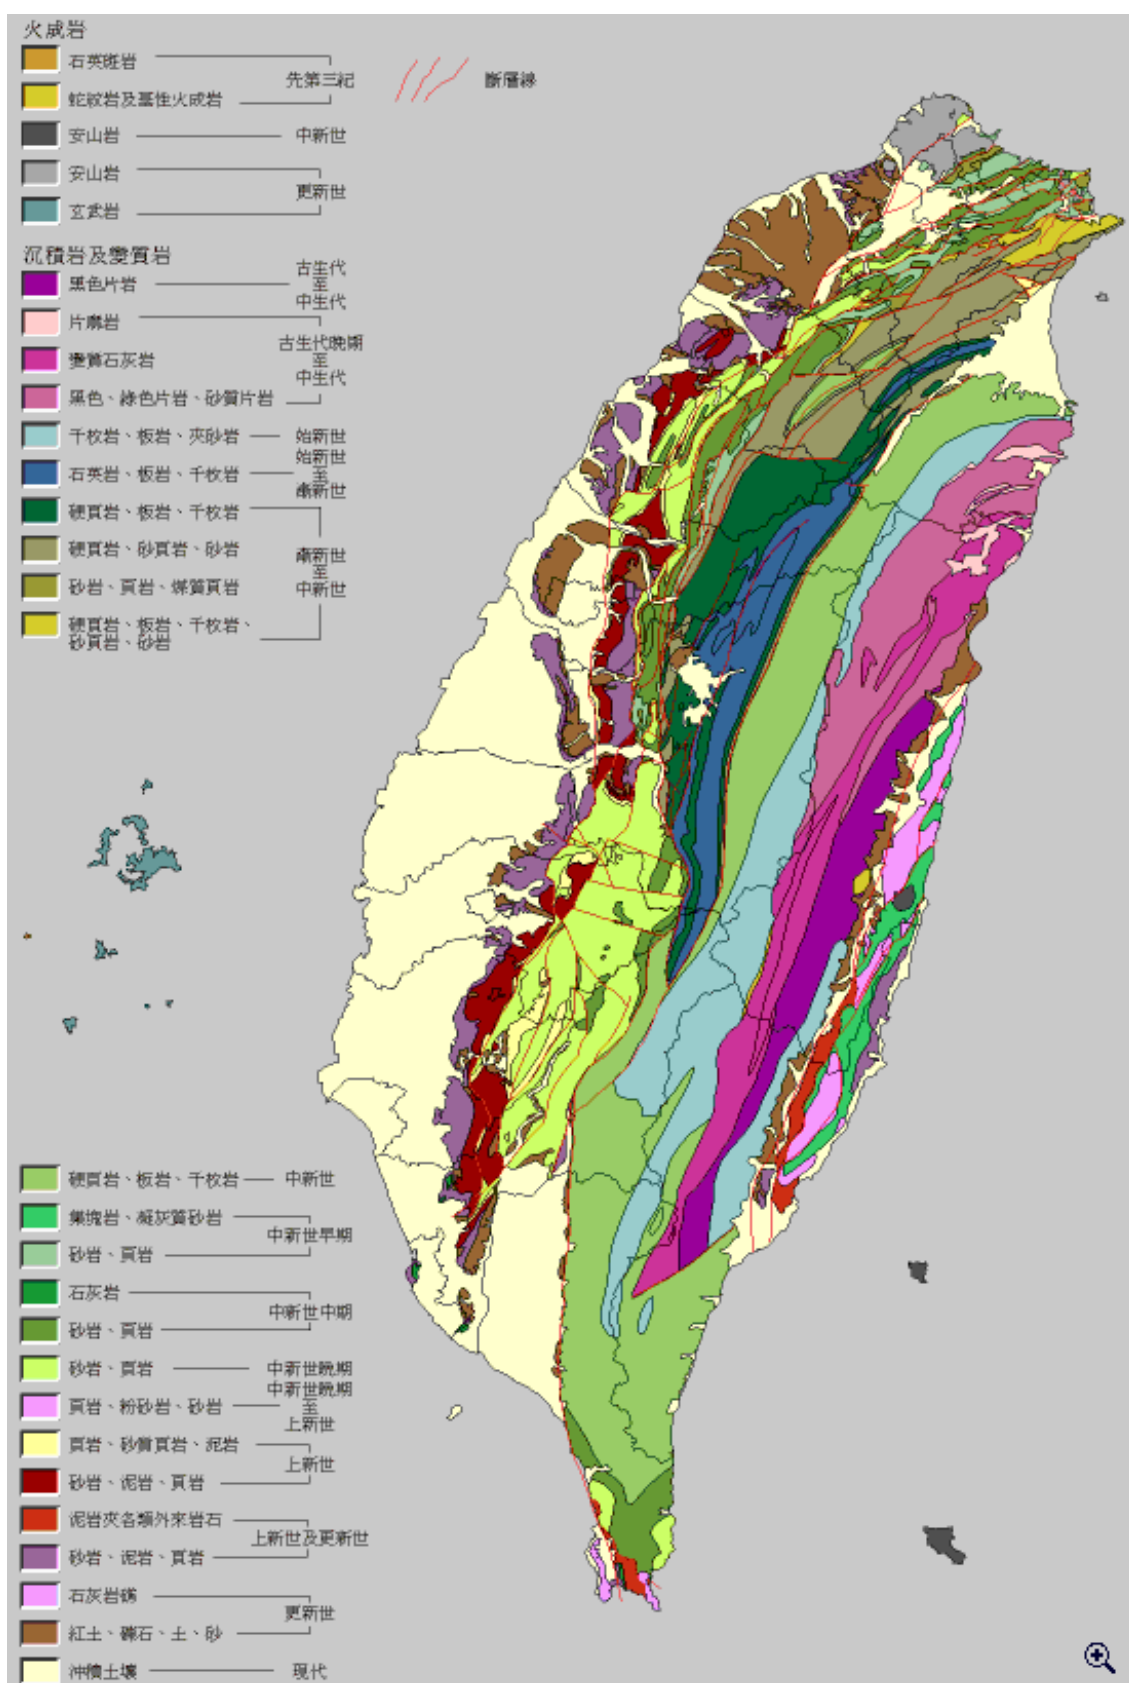 火成岩
石英斑岩
先第三紀
斷層線
蛇紋岩及基性火成岩
安山岩
中新世
安山岩
更新世
玄武岩
沉積岩及變質岩
黑色片岩
古生代
至
中生代
片麻岩
變質石灰岩
古生代晚期
至
中生代
黑色、綠色片岩、砂質片岩
千枚岩、板岩、夾砂岩
始新世
石英岩、板岩、千枚岩
始新世
至
漸新世
硬頁岩、板岩、千枚岩
硬頁岩、砂頁岩、砂岩
漸新世
至
中新世
砂岩、頁岩、煤質頁岩
硬頁岩、板岩、千枚岩、
砂頁岩、砂岩
硬頁岩、板岩、千枚岩
中新世
集塊岩、凝灰質砂岩
中新世早期
砂岩、頁岩
石灰岩
中新世中期
砂岩、頁岩
砂岩、頁岩
中新世晚期
頁岩、粉砂岩、砂岩
中新世晚期
至
上新世
頁岩、砂質頁岩、泥岩
上新世
砂岩、泥岩、頁岩
泥岩夾各類外來岩石
上新世及更新世
砂岩、泥岩、頁岩
石灰岩礁
更新世
紅土、礫石、土、砂
沖積土壤
現代